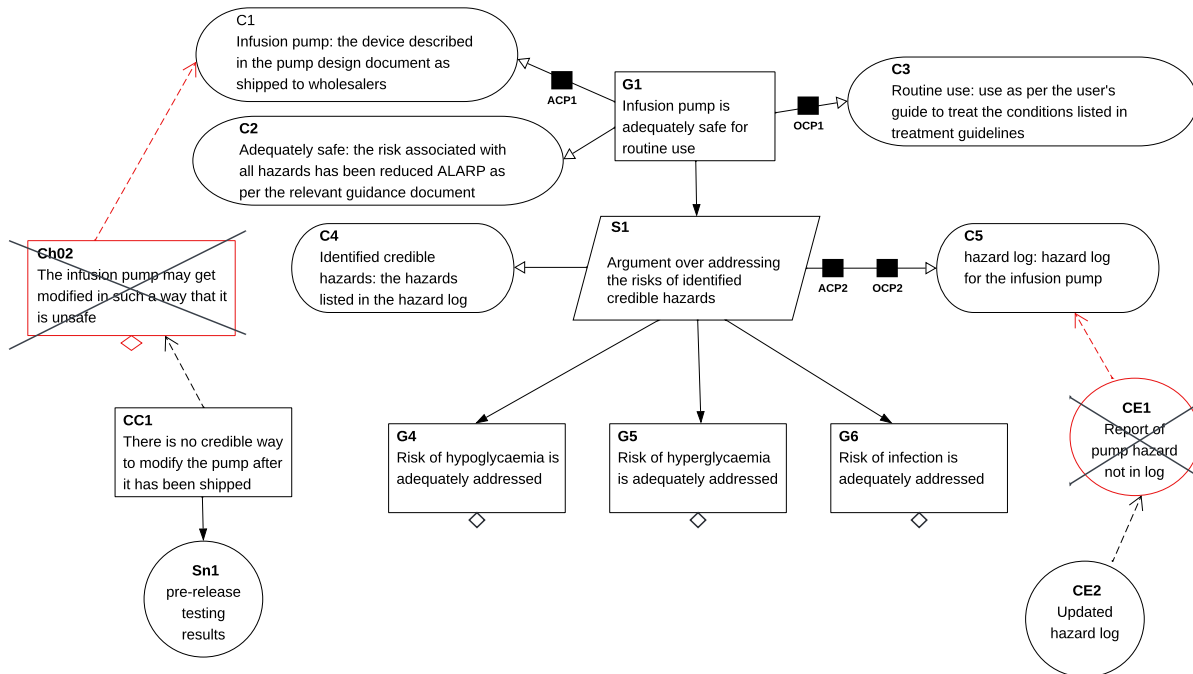 C1
Infusion pump: the device described
in the pump design document as
shipped to wholesalers
ACP1
G1
Infusion pump is
adequately safe for
routine use
OCP1
C3
Routine use: use as per the user's
guide to treat the conditions listed in
treatment guidelines
C2
Adequately safe: the risk associated with
all hazards has been reduced ALARP as
per the relevant guidance document
Ch02
The infusion pump may get
modified in such a way that it
is unsafe
C4
Identified credible
hazards: the hazards
listed in the hazard log
S1
Argument over addressing
the risks of identified
credible hazards
ACP2
OCP2
C5
hazard log: hazard log
for the infusion pump
CC1
There is no credible way
to modify the pump after
it has been shipped
G4
Risk of hypoglycaemia is
adequately addressed
G5
Risk of hyperglycaemia
is adequately addressed
G6
Risk of infection is
adequately addressed
CE1
Report of
pump hazard
not in log
Sn1
pre-release
testing
results
CE2
Updated
hazard log